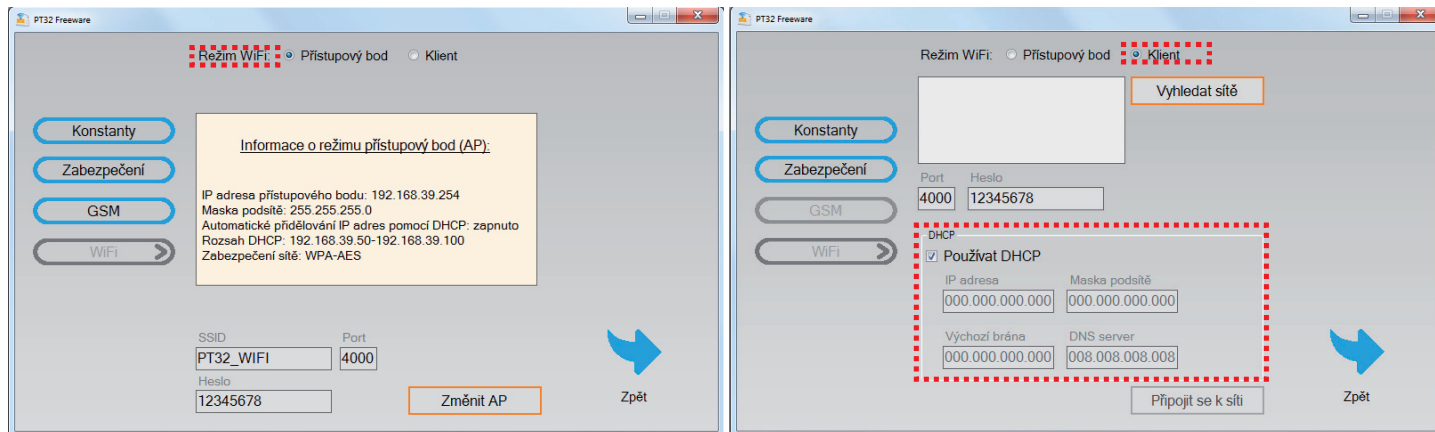 PT32 Freeware
Režim WiFi: Přístupový bod Klient
Konstanty
Zabezpečení
GSM
WiFi
Informace o režimu přístupový bod (AP):
IP adresa přístupového bodu: 192.168.39.254
Maska podsítě: 255.255.255.0
Automatické přidělování IP adres pomocí DHCP: zapnuto
Rozsah DHCP: 192.168.39.50-192.168.39.100
Zabezpečení sítě: WPA-AES
SSID Port
PT32_WIFI 4000
Heslo
12345678
Změnit AP
Zpět
PT32 Freeware
Režim WiFi: Přístupový bod Klient
Vyhledat sítě
Konstanty
Zabezpečení
GSM
WiFi
Port Heslo
4000 12345678
DHCP
Používat DHCP
IP adresa Maska podsítě
000.000.000.000 000.000.000.000
Výchozí brána DNS server
000.000.000.000 008.008.008.008
Připojit se k síti
Zpět